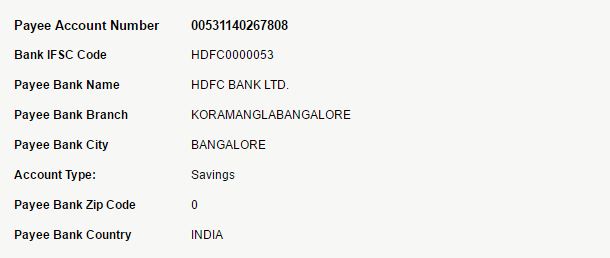 Payee Account Number 00531140267808
Bank IFSC Code HDFC0000053
Payee Bank Name HDFC BANK LTD.
Payee Bank Branch KORAMANGLABANGALORE
Payee Bank City BANGALORE
Account Type: Savings
Payee Bank Zip Code 0
Payee Bank Country INDIA